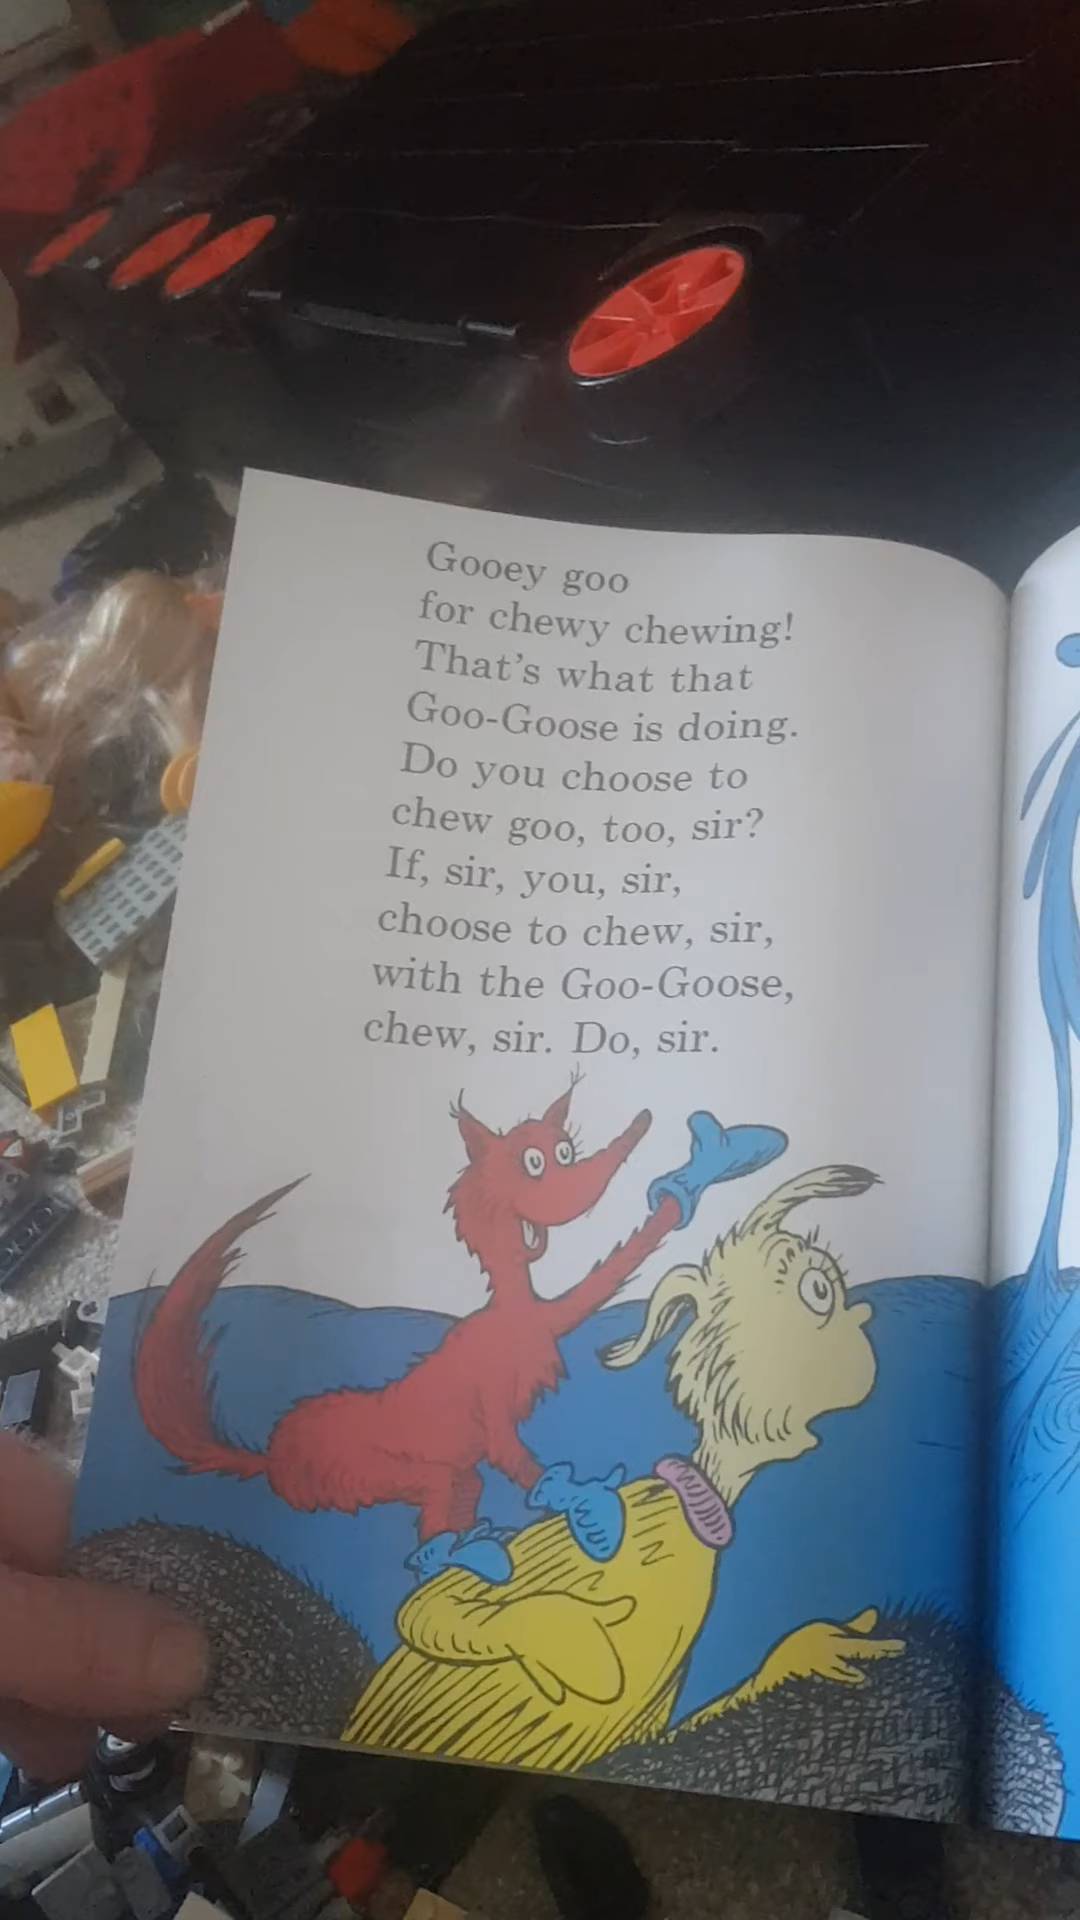 Gooey goo
for chewy chewing!
That's what that
Goo-Goose is doing.
Do you choose to
chew goo, too, sir?
If, sir, you, sir,
choose to chew, sir,
with the Goo-Goose,
chew, sir. Do, sir.